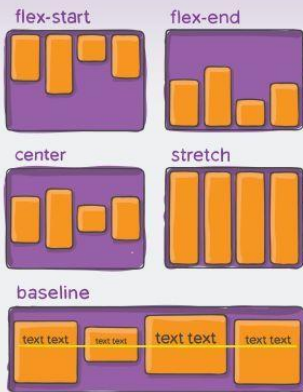 flex-start
flex-end
center
stretch
baseline
text text
text text
text text
text text